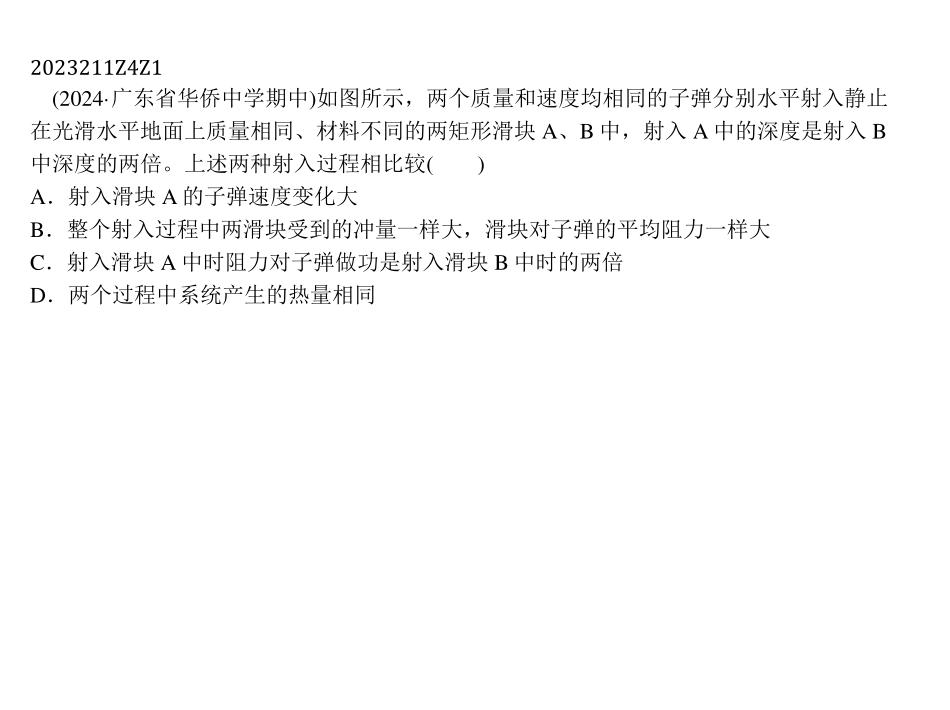 2023211Z4Z1
(2024·广东省华侨中学期中)如图所示，两个质量和速度均相同的子弹分别水平射入静止
在光滑水平地面上质量相同、材料不同的两矩形滑块 A、B 中，射入 A 中的深度是射入 B
中深度的两倍。上述两种射入过程相比较(　　)
A．射入滑块 A 的子弹速度变化大
B．整个射入过程中两滑块受到的冲量一样大，滑块对子弹的平均阻力一样大
C．射入滑块 A 中时阻力对子弹做功是射入滑块 B 中时的两倍
D．两个过程中系统产生的热量相同